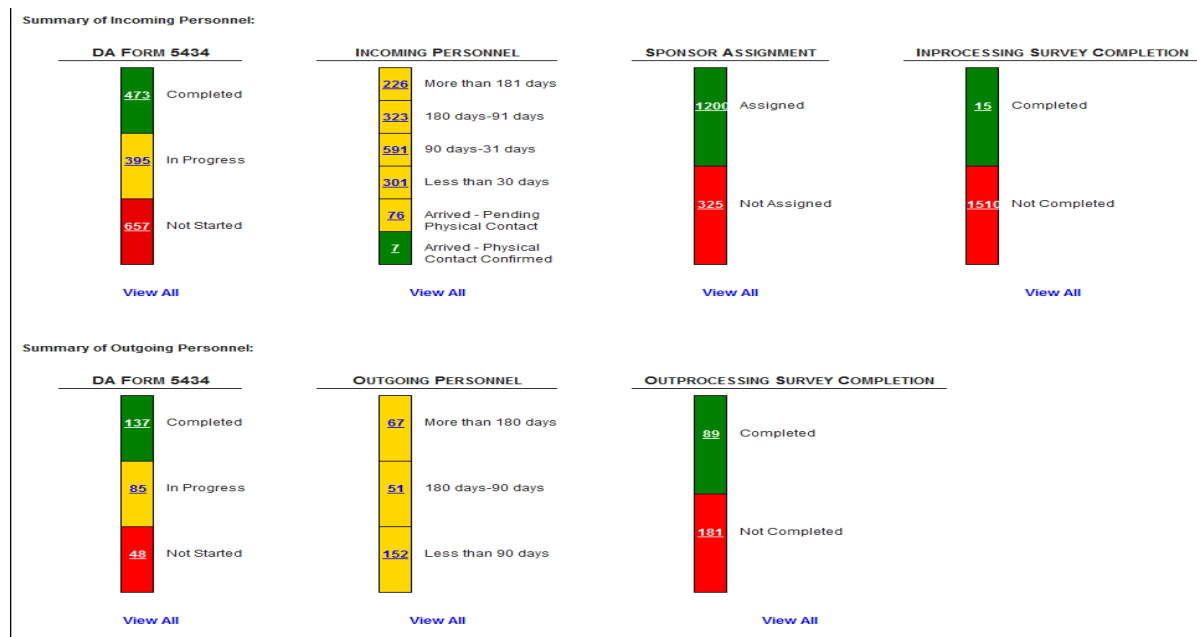 Summary of Incoming Personnel:
DA FORM 5434
473 Completed
395 In Progress
657 Not Started
View All
INCOMING PERSONNEL
226 More than 181 days
323 180 days-91 days
591 90 days-31 days
301 Less than 30 days
76 Arrived - Pending
Physical Contact
7 Arrived - Physical
Contact Confirmed
View All
SPONSOR ASSIGNMENT
1200 Assigned
325 Not Assigned
View All
INPROCESSING SURVEY COMPLETION
15 Completed
1510 Not Completed
View All
Summary of Outgoing Personnel:
DA FORM 5434
137 Completed
85 In Progress
48 Not Started
View All
OUTGOING PERSONNEL
67 More than 180 days
51 180 days-90 days
152 Less than 90 days
View All
OUTPROCESSING SURVEY COMPLETION
89 Completed
181 Not Completed
View All